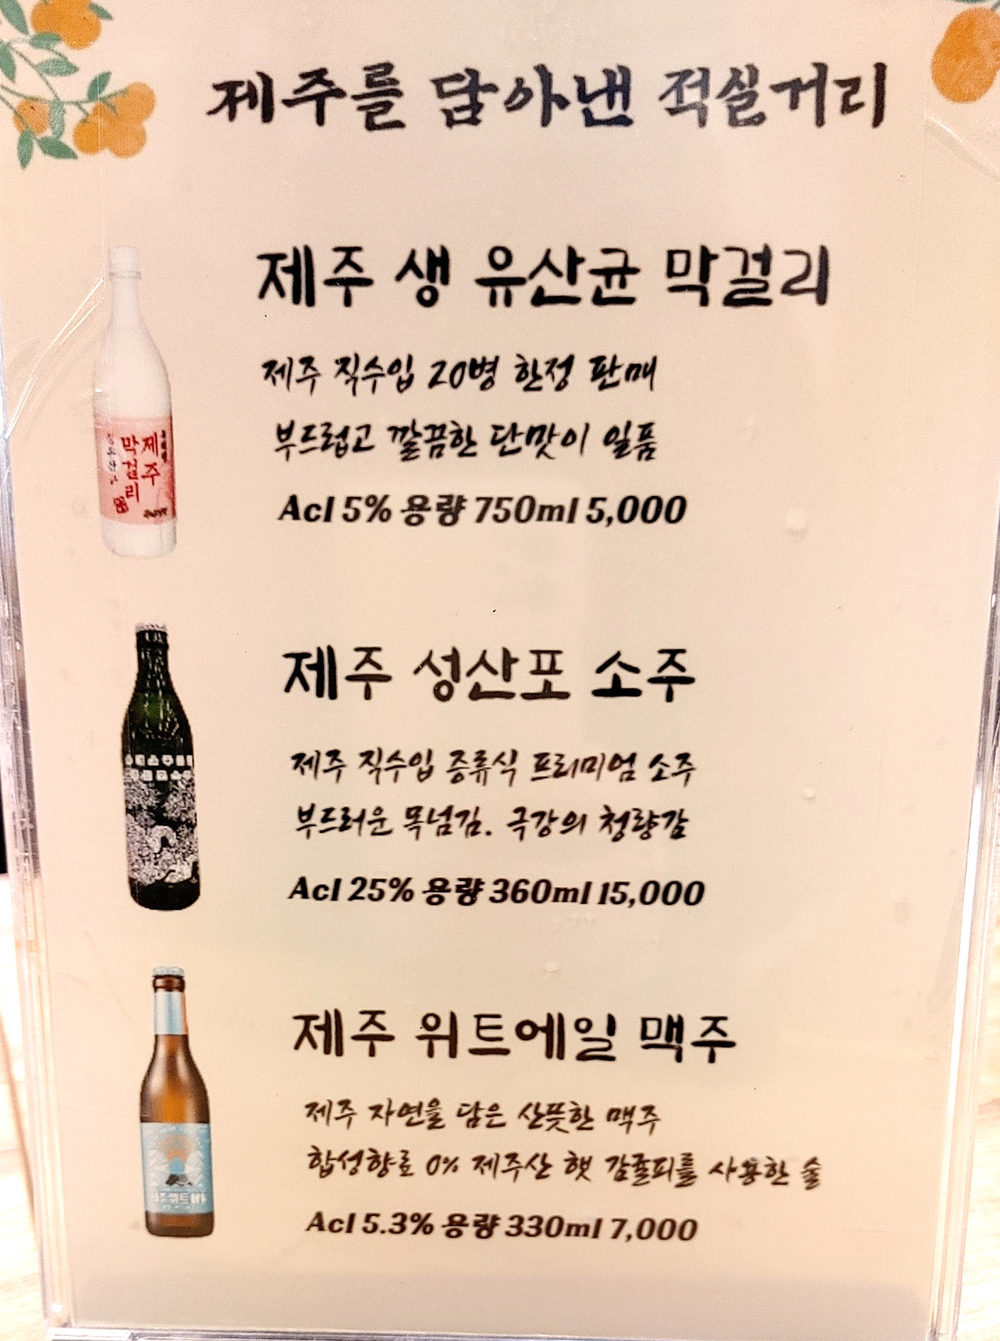 제주를 담아낸 적실거리
제주 생 유산균 막걸리
제주 직수입 20병 한정 판매
부드럽고 깔끔한 단맛이 일품
Acl 5% 용량 750ml 5,000
제주
막걸리
제주 성산포 소주
제주 직수입 증류식 프리미엄 소주
부드러운 목넘김. 극강의 청량감
Acl 25% 용량 360ml 15,000
제주 위트에일 맥주
제주 자연을 담은 산뜻한 맥주
합성향료 0% 제주산 햇 감귤피를 사용한 술
Acl 5.3% 용량 330ml 7,000